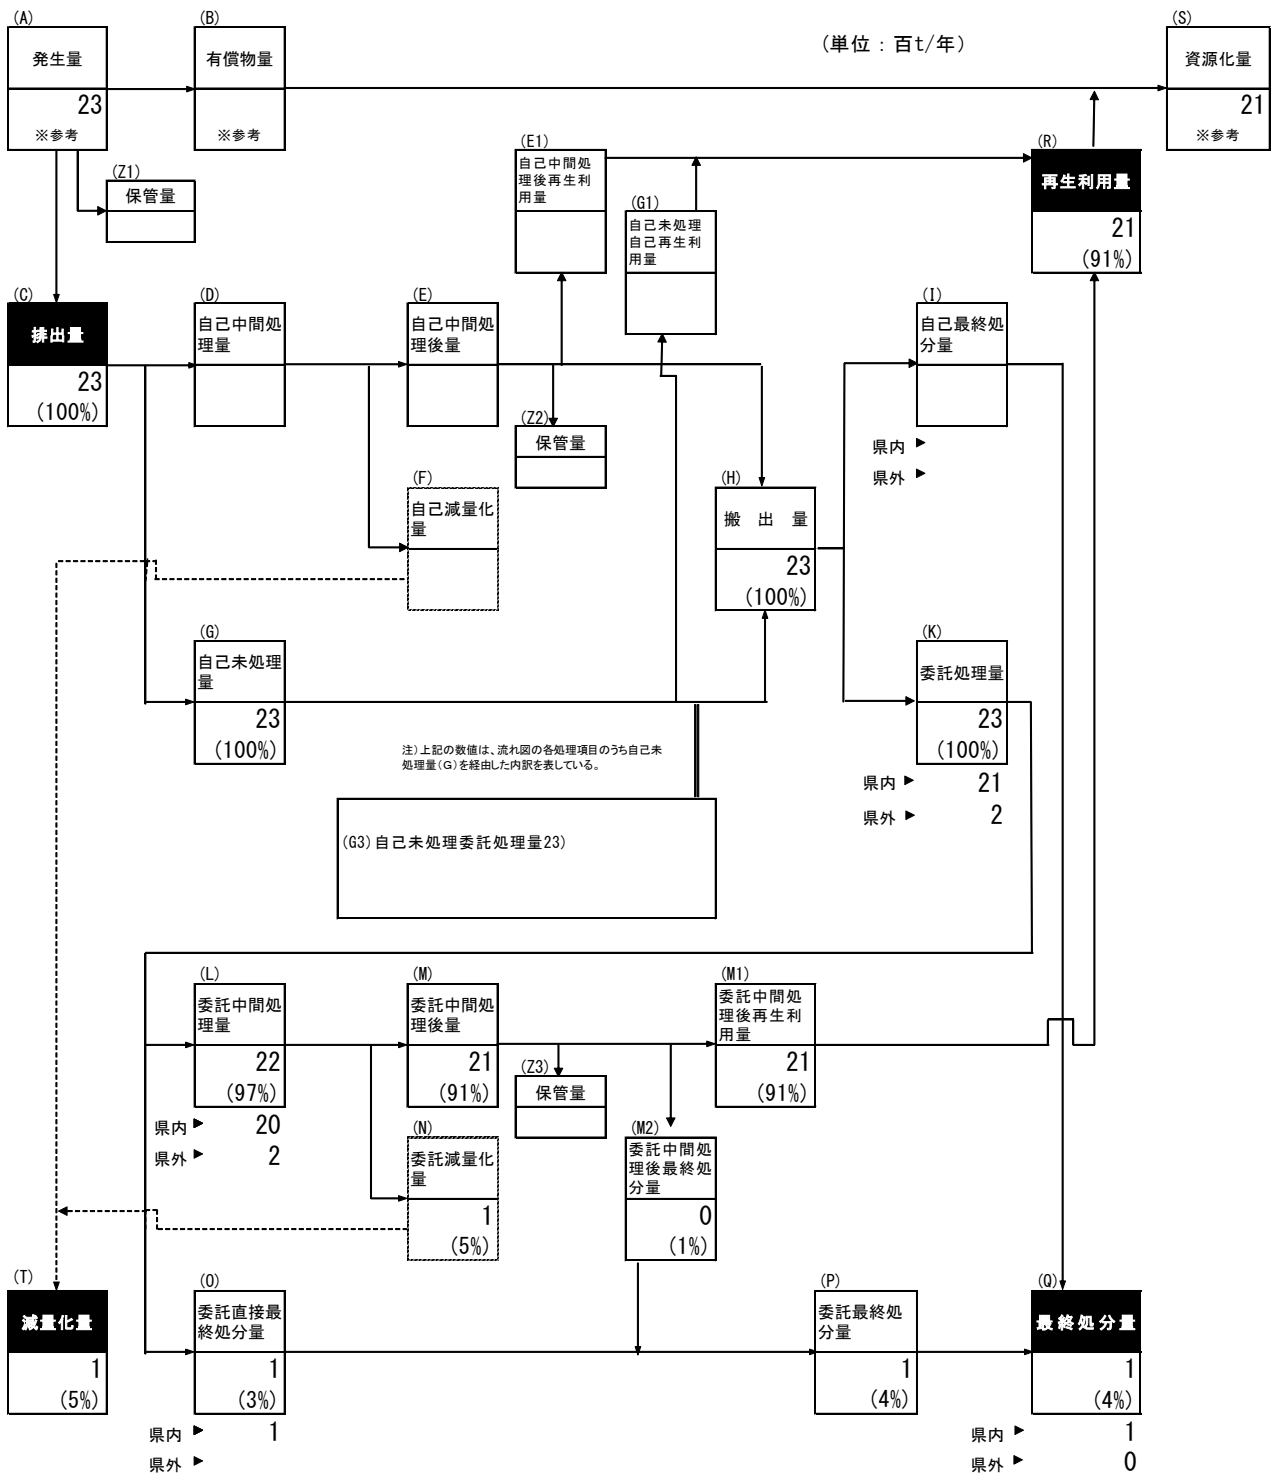 (A)
発生量
23
※参考
(B)
有償物量
※参考
(単位：百t/年)
(S)
資源化量
21
※参考
(Z1)
保管量
(E1)
自己中間処
理後再生利
用量
(G1)
自己未処理
自己再生利
用量
(R)
再生利用量
21
(91%)
(C)
排出量
23
(100%)
(D)
自己中間処
理量
(E)
自己中間処
理後量
(Z2)
保管量
(F)
自己減量化
量
(I)
自己最終処
分量
県内 ▶
県外 ▶
(H)
搬 出 量
23
(100%)
(G)
自己未処理
量
23
(100%)
(K)
委託処理量
23
(100%)
県内 ▶ 21
県外 ▶ 2
注)上記の数値は、流れ図の各処理項目のうち自己未
処理量(G)を経由した内訳を表している。
(G3)自己未処理委託処理量23)
(L)
委託中間処
理量
22
(97%)
県内 ▶ 20
県外 ▶ 2
(M)
委託中間処
理後量
21
(91%)
(Z3)
保管量
(M1)
委託中間処
理後再生利
用量
21
(91%)
(N)
委託減量化
量
1
(5%)
(M2)
委託中間処
理後最終処
分量
0
(1%)
(T)
減量化量
1
(5%)
(O)
委託直接最
終処分量
1
(3%)
県内 ▶ 1
県外 ▶
(P)
委託最終処
分量
1
(4%)
(Q)
最終処分量
1
(4%)
県内 ▶ 1
県外 ▶ 0